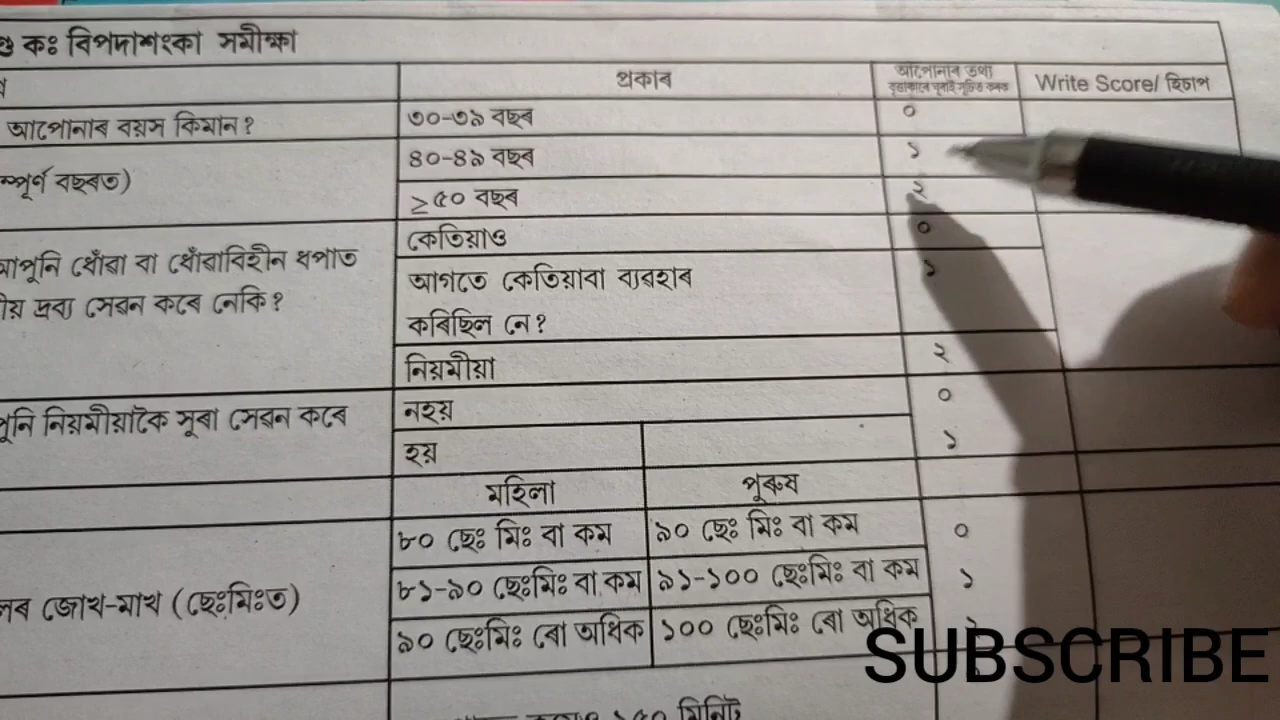 কঃ বিপদাশংকা সমীক্ষা
প্ৰকাৰ
আপোনাৰ তথ্য
Write Score/ হিচাপ
আপোনাৰ বয়স কিমান?
৩০-৩৯ বছৰ
০
(সম্পূৰ্ণ বছৰত)
৪০-৪৯ বছৰ
১
≥৫০ বছৰ
২
আপুনি ধোঁৱা বা ধোঁৱাবিহীন ধপাত
দ্ৰব্য সেৱন কৰে নেকি?
কেতিয়াও
০
আগতে কেতিয়াবা ব্যৱহাৰ
কৰিছিল নে?
১
নিয়মীয়া
২
নিয়মীয়াকৈ সূৰা সেৱন কৰে
নহয়
০
হয়
১
মহিলা
পুৰুষ
জোখ-মাখ (ছেঃমিঃত)
৮০ ছেঃ মিঃ বা কম
৯০ ছেঃ মিঃ বা কম
০
৮১-৯০ ছেঃমিঃ বা কম
৯১-১০০ ছেঃমিঃ বা কম
১
৯০ ছেঃমিঃ ৰো অধিক
১০০ ছেঃমিঃ ৰো অধিক
SUBSCRIBE
১৫০ মিনিট